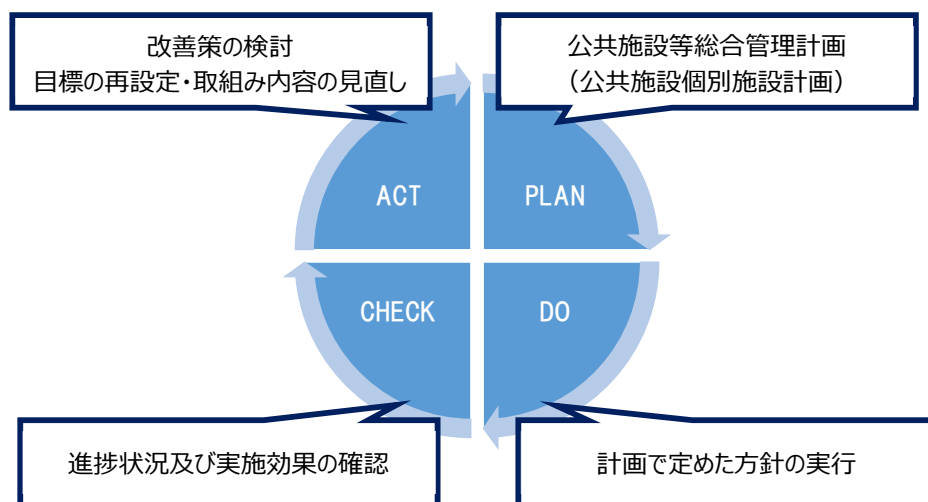 改善策の検討
目標の再設定・取組み内容の見直し
公共施設等総合管理計画
（公共施設個別施設計画）
ACT
PLAN
CHECK
DO
進捗状況及び実施効果の確認
計画で定めた方針の実行